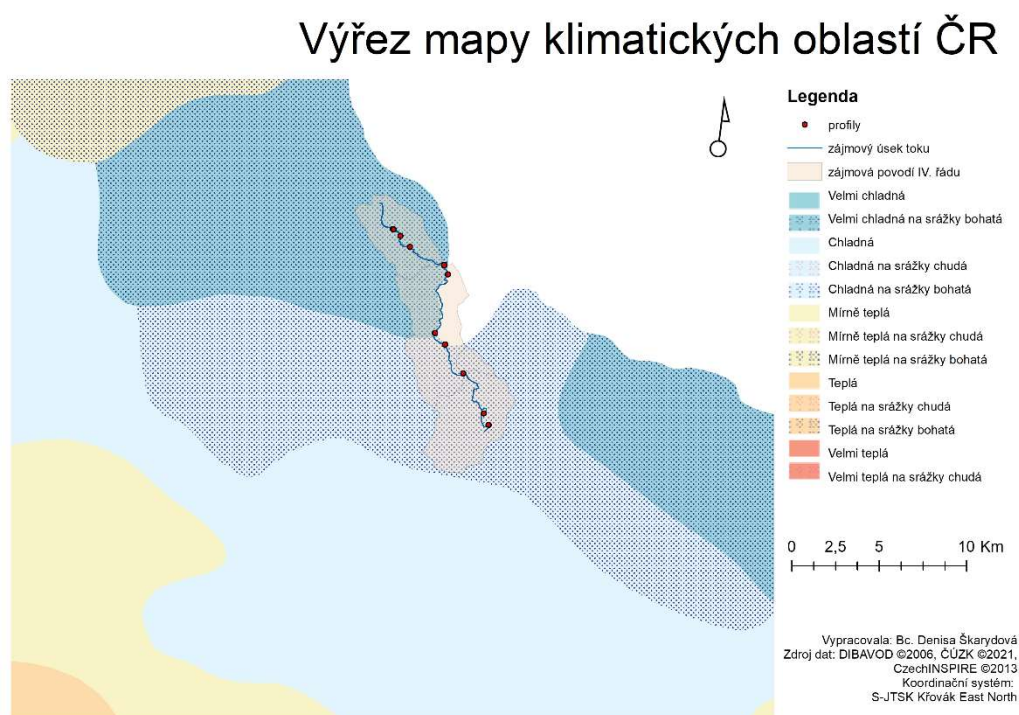 Výřez mapy klimatických oblastí ČR
Legenda
profily
zájmový úsek toku
zájmová povodí IV. řádu
Velmi chladná
Velmi chladná na srážky bohatá
Chladná
Chladná na srážky chudá
Chladná na srážky bohatá
Mírně teplá
Mírně teplá na srážky chudá
Mírně teplá na srážky bohatá
Teplá
Teplá na srážky chudá
Teplá na srážky bohatá
Velmi teplá
Velmi teplá na srážky chudá
0 2,5 5 10 Km
Vypracovala: Bc. Denisa Škarydová
Zdroj dat: DIBAVOD ©2006, ČÚZK ©2021,
CzechINSPIRE ©2013
Koordinační systém:
S-JTSK Křovák East North